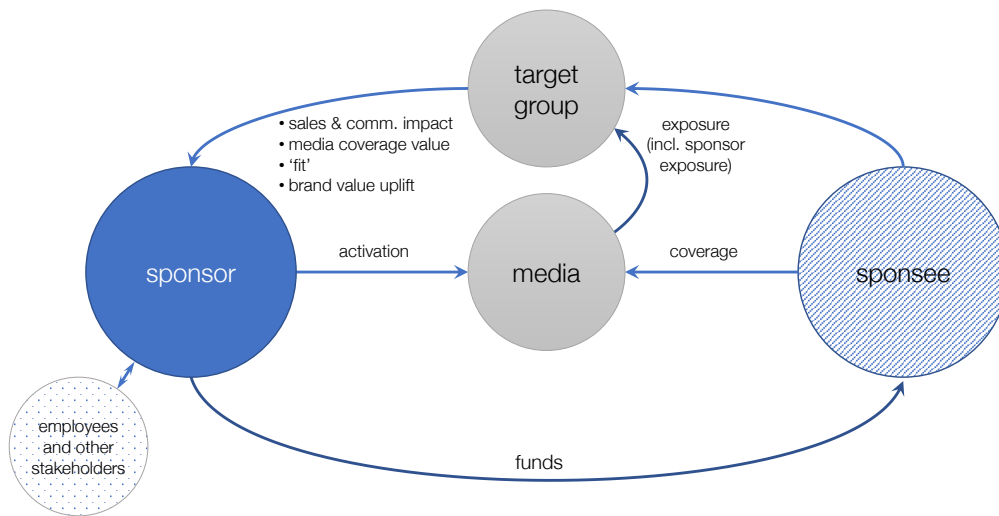 target
group
• sales & comm. impact
• media coverage value
• ‘fit’
• brand value uplift
exposure
(incl. sponsor
exposure)
sponsor
activation
media
coverage
sponsee
employees
and other
stakeholders
funds